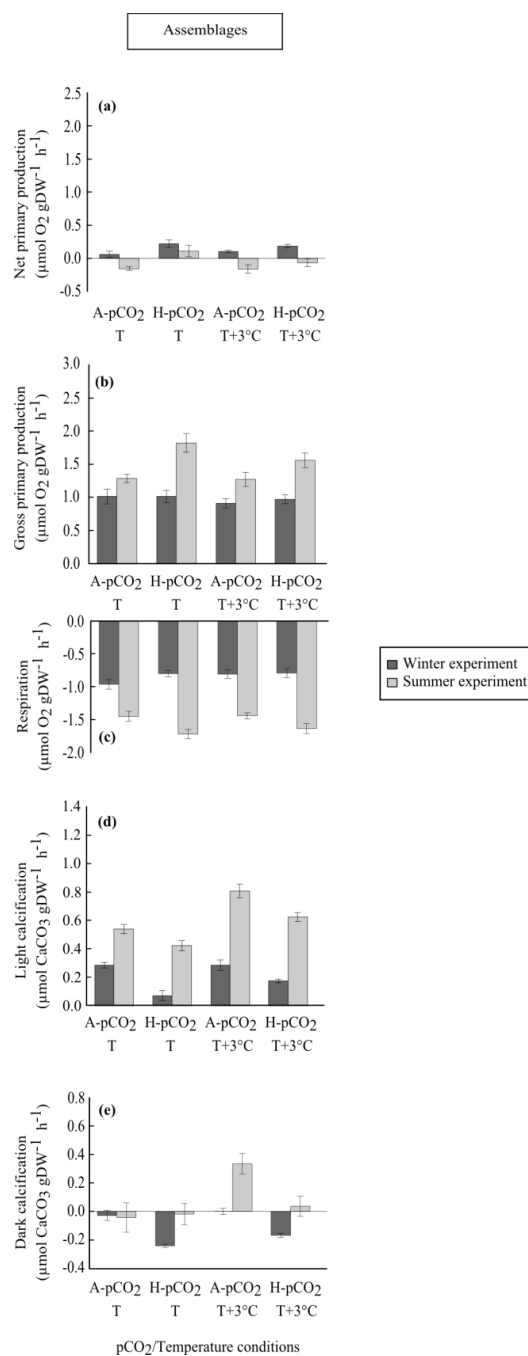 Assemblages
(a)
Net primary production
(µmol O2 gDW−1 h−1)
2.5
2.0
1.5
1.0
0.5
0.0
-0.5
A-pCO2 H-pCO2 A-pCO2 H-pCO2
T T T+3°C T+3°C
(b)
Gross primary production
(µmol O2 gDW−1 h−1)
3.0
2.5
2.0
1.5
1.0
0.5
0.0
A-pCO2 H-pCO2 A-pCO2 H-pCO2
T T T+3°C T+3°C
Respiration
(µmol O2 gDW−1 h−1)
0.0
-0.5
-1.0
-1.5
-2.0
(c)
Winter experiment
Summer experiment
(d)
Light calcification
(µmol CaCO3 gDW−1 h−1)
1.4
1.2
1.0
0.8
0.6
0.4
0.2
0.0
A-pCO2 H-pCO2 A-pCO2 H-pCO2
T T T+3°C T+3°C
(e)
Dark calcification
(µmol CaCO3 gDW−1 h−1)
0.8
0.6
0.4
0.2
0.0
-0.2
-0.4
A-pCO2 H-pCO2 A-pCO2 H-pCO2
T T T+3°C T+3°C
pCO2/Temperature conditions